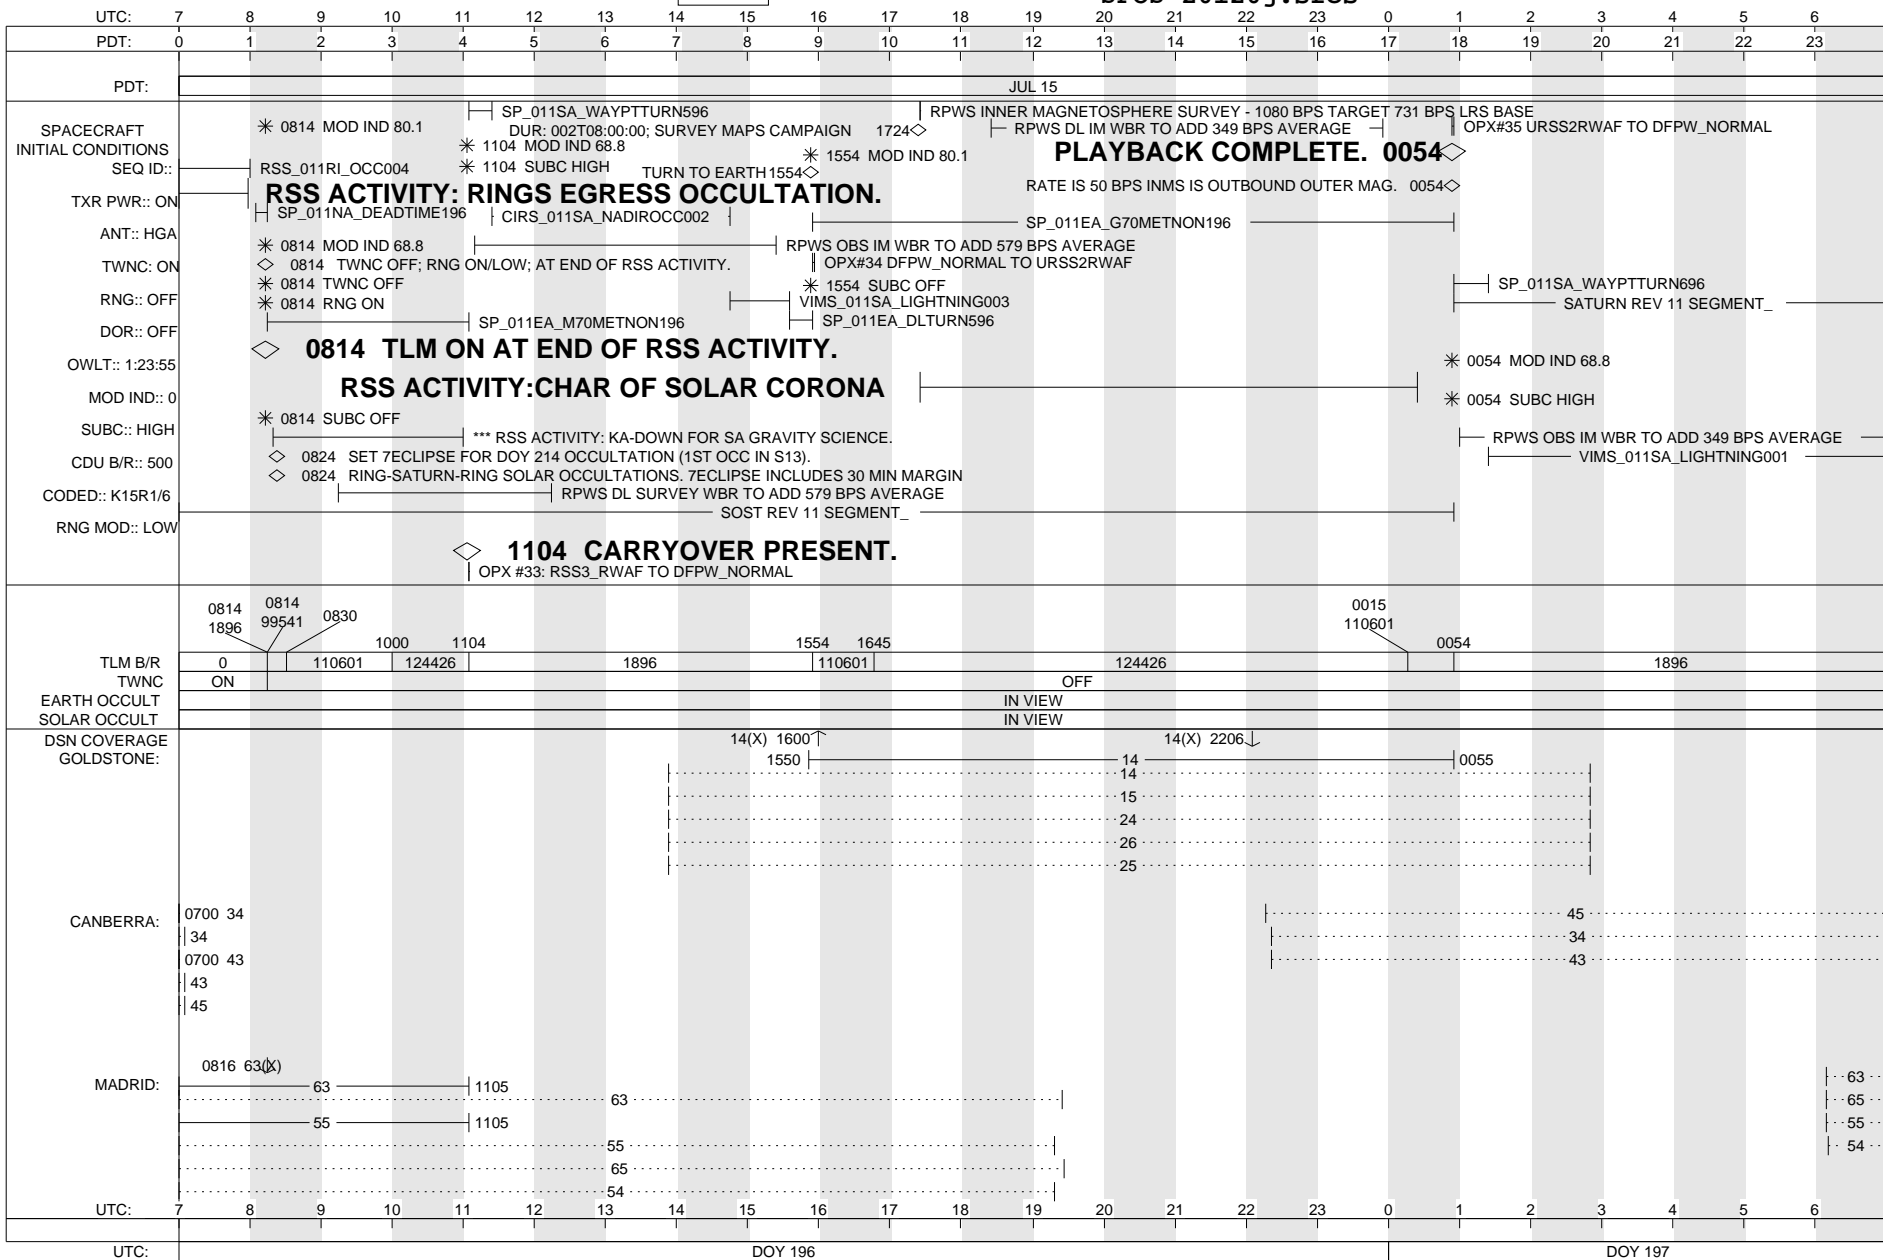 UTC: 7 8 9 10 11 12 13 14 15 16 17 18 19 20 21 22 23 0 1 2 3 4 5 6
PDT: 0 1 2 3 4 5 6 7 8 9 10 11 12 13 14 15 16 17 18 19 20 21 22 23
PDT: JUL 15
SPACECRAFT
INITIAL CONDITIONS
SEQ ID::
TXR PWR:: ON
ANT:: HGA
TWNC: ON
RNG:: OFF
DOR:: OFF
OWLT:: 1:23:55
MOD IND:: 0
SUBC:: HIGH
CDU B/R:: 500
CODED:: K15R1/6
RNG MOD:: LOW
SP_011SA_WAYPTTURN596
RPWS INNER MAGNETOSPHERE SURVEY - 1080 BPS TARGET 731 BPS LRS BASE
0814 MOD IND 80.1
DUR: 002T08:00:00; SURVEY MAPS CAMPAIGN 1724
RPWS DL IM WBR TO ADD 349 BPS AVERAGE
OPX#35 URSS2RWAF TO DFPW_NORMAL
1104 MOD IND 68.8
1554 MOD IND 80.1
PLAYBACK COMPLETE. 0054
RSS_011RI_OCC004
1104 SUBC HIGH
TURN TO EARTH 1554
RSS ACTIVITY: RINGS EGRESS OCCULTATION.
RATE IS 50 BPS INMS IS OUTBOUND OUTER MAG. 0054
SP_011NA_DEADTIME196
CIRS_011SA_NADIROCC002
SP_011EA_G70METNON196
0814 MOD IND 68.8
RPWS OBS IM WBR TO ADD 579 BPS AVERAGE
0814 TWNC OFF; RNG ON/LOW; AT END OF RSS ACTIVITY.
OPX#34 DFPW_NORMAL TO URSS2RWAF
0814 TWNC OFF
1554 SUBC OFF
SP_011SA_WAYPTTURN696
0814 RNG ON
VIMS_011SA_LIGHTNING003
SATURN REV 11 SEGMENT_
SP_011EA_M70METNON196
SP_011EA_DLTURN596
0814 TLM ON AT END OF RSS ACTIVITY.
0054 MOD IND 68.8
RSS ACTIVITY:CHAR OF SOLAR CORONA
0054 SUBC HIGH
0814 SUBC OFF
*** RSS ACTIVITY: KA-DOWN FOR SA GRAVITY SCIENCE.
RPWS OBS IM WBR TO ADD 349 BPS AVERAGE
0824 SET 7ECLIPSE FOR DOY 214 OCCULTATION (1ST OCC IN S13).
VIMS_011SA_LIGHTNING001
0824 RING-SATURN-RING SOLAR OCCULTATIONS. 7ECLIPSE INCLUDES 30 MIN MARGIN
RPWS DL SURVEY WBR TO ADD 579 BPS AVERAGE
SOST REV 11 SEGMENT_
1104 CARRYOVER PRESENT.
OPX #33: RSS3_RWAF TO DFPW_NORMAL
0814 0814 0015
1896 99541 0830 110601
1000 1104 1554 1645 0054
TLM B/R 0 110601 124426 1896 110601 124426 1896
TWNC ON OFF
EARTH OCCULT IN VIEW
SOLAR OCCULT IN VIEW
DSN COVERAGE 14(X) 1600 14(X) 2206
GOLDSTONE: 1550 14 0055
14
15
24
26
25
CANBERRA: 0700 34 45
34 34
0700 43 43
43
45
0816 63(X)
MADRID: 63 1105 63
63 65
55 1105 55
55 54
65
54
UTC: 7 8 9 10 11 12 13 14 15 16 17 18 19 20 21 22 23 0 1 2 3 4 5 6
UTC: DOY 196 DOY 197